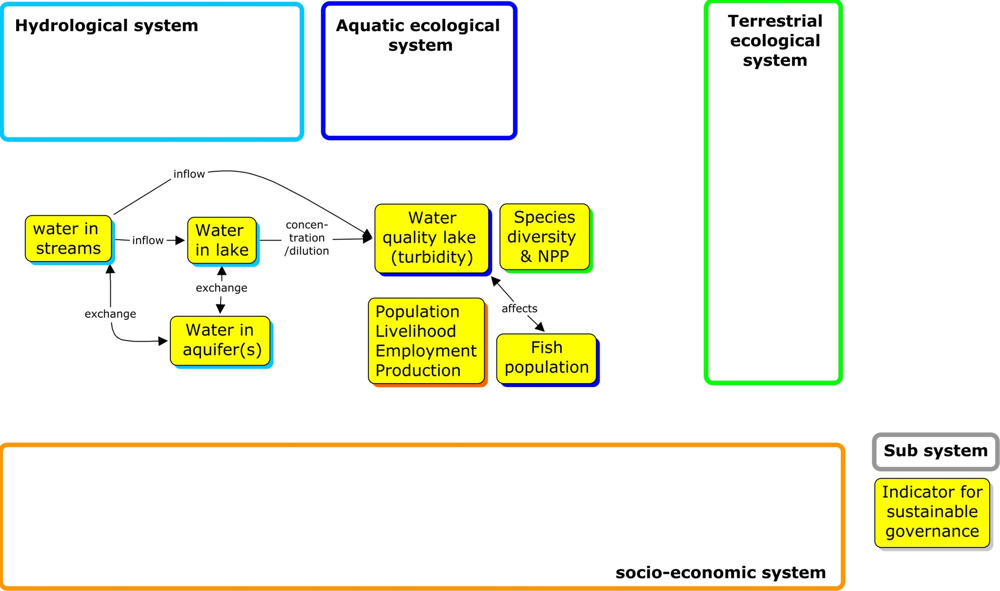 Hydrological system
Aquatic ecological
system
Terrestrial
ecological
system
inflow
water in
streams
inflow
Water
in lake
concen-
tration
/dilution
Water
quality lake
(turbidity)
Species
diversity
& NPP
exchange
exchange
Water in
aquifer(s)
Population
Livelihood
Employment
Production
affects
Fish
population
Sub system
Indicator for
sustainable
governance
socio-economic system